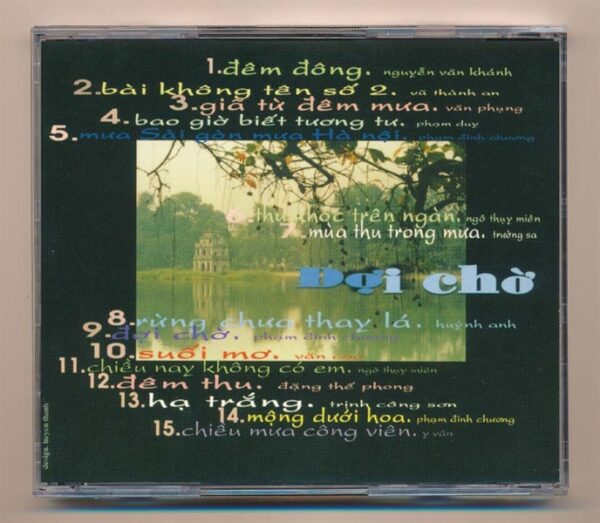 1.đêm đông. nguyễn văn khánh
2.bài không tên số 2. vũ thành an
3.giã từ đêm mưa. văn phụng
4.bao giờ biết tương tư. phạm duy
5.mưa Sài gòn mưa Hà nội. phạm đình chương
6.thu khóc trên ngàn. ngô thụy miên
7.mùa thu trong mưa. trường sa
Đợi chờ
8.rừng chưa thay lá. huỳnh anh
9.đợi chờ. phạm đình chương
10.suối mơ. văn cao
11.chiều nay không có em. ngô thụy miên
12.đêm thu. đặng thế phong
13.hạ trắng. trịnh công sơn
14.mộng dưới hoa. phạm đình chương
15.chiều mưa công viên. y vân
design. huyen thanh